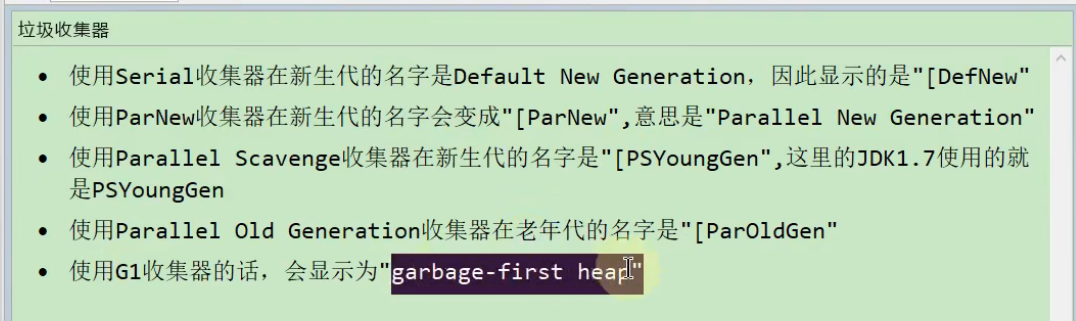 垃圾收集器
• 使用Serial收集器在新生代的名字是Default New Generation，因此显示的是"[DefNew"
• 使用ParNew收集器在新生代的名字会变成"[ParNew",意思是"Parallel New Generation"
• 使用Parallel Scavenge收集器在新生代的名字是"[PSYoungGen",这里的JDK1.7使用的就
是PSYoungGen
• 使用Parallel Old Generation收集器在老年代的名字是"[ParOldGen"
• 使用G1收集器的话，会显示为"garbage-first heap"